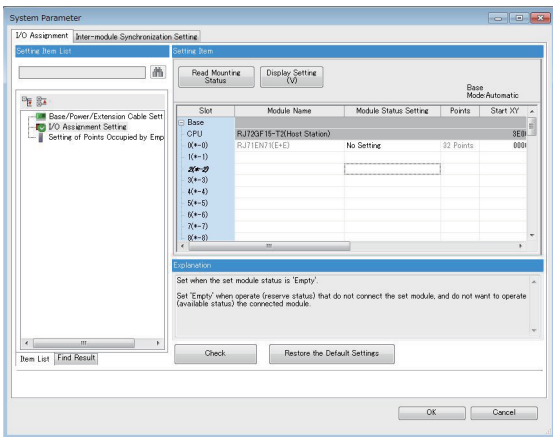 System Parameter
I/O Assignment Inter-module Synchronization Setting
Setting Item List
Setting Item
Read Mounting Status
Display Setting (V)
Base Mode:Automatic
Base/Power/Extension Cable Sett
I/O Assignment Setting
Setting of Points Occupied by Emp
Slot Module Name Module Status Setting Points Start XY
Base
CPU RJ72GF15-T2(Host Station) 3E0
0(*-0) RJ71EN71(E+E) No Setting 32 Points 000
1(*-1)
2(*-2)
3(*-3)
4(*-4)
5(*-5)
6(*-6)
7(*-7)
8(*-8)
Explanation
Set when the set module status is 'Empty'.
Set 'Empty' when operate (reserve status) that do not connect the set module, and do not want to operate
(available status) the connected module.
Item List Find Result
Check Restore the Default Settings
OK Cancel